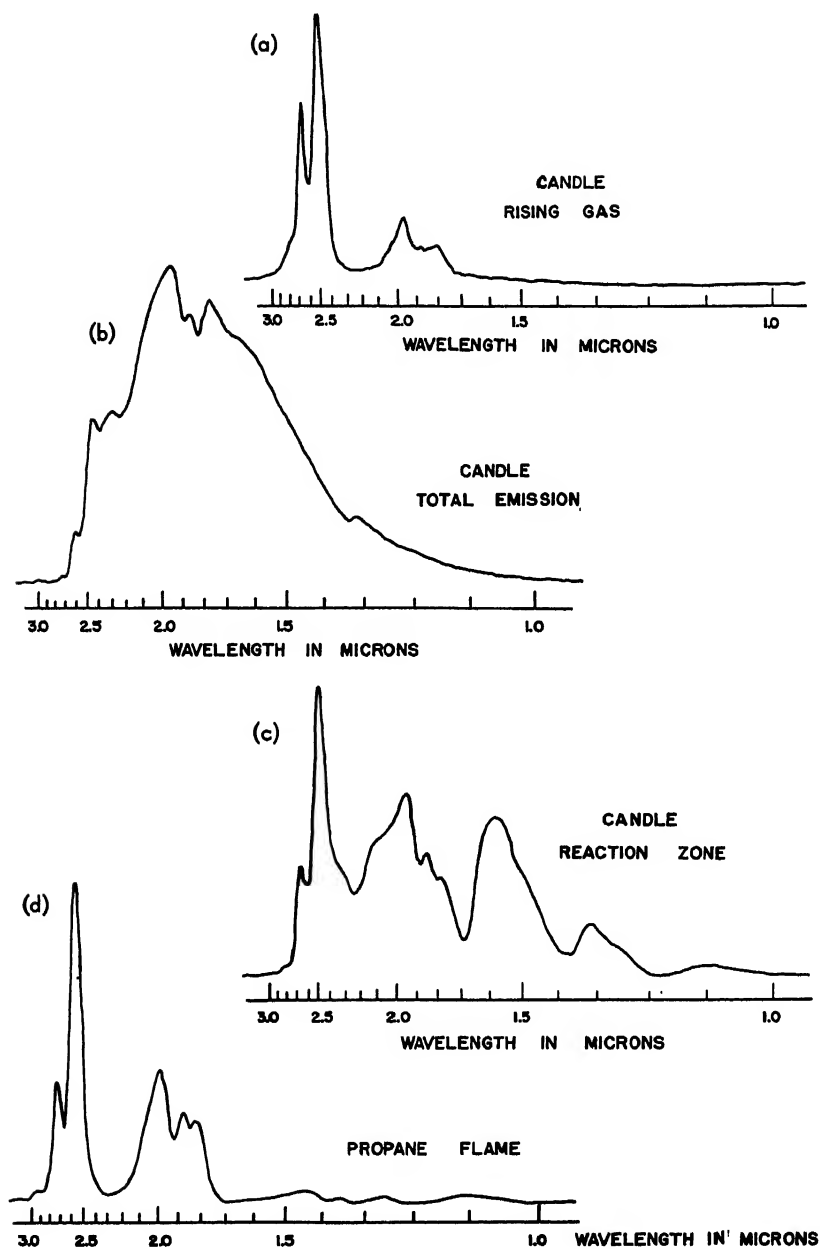 (a)
CANDLE
RISING GAS
3.0 2.5 2.0 1.5 1.0
WAVELENGTH IN MICRONS
(b)
CANDLE
TOTAL EMISSION
3.0 2.5 2.0 1.5 1.0
WAVELENGTH IN MICRONS
(c)
CANDLE
REACTION ZONE
3.0 2.5 2.0 1.5 1.0
WAVELENGTH IN MICRONS
(d)
PROPANE FLAME
3.0 2.5 2.0 1.5 1.0 WAVELENGTH IN MICRONS